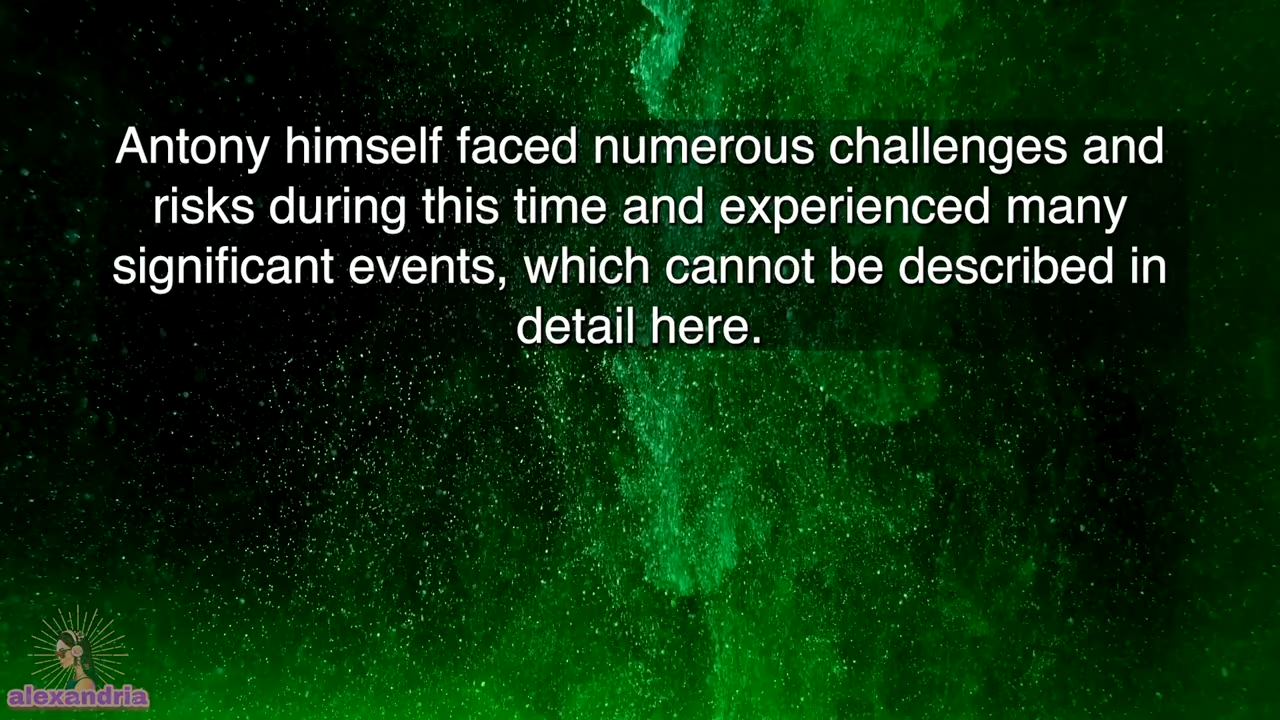 Antony himself faced numerous challenges and
risks during this time and experienced many
significant events, which cannot be described in
detail here.
alexandria